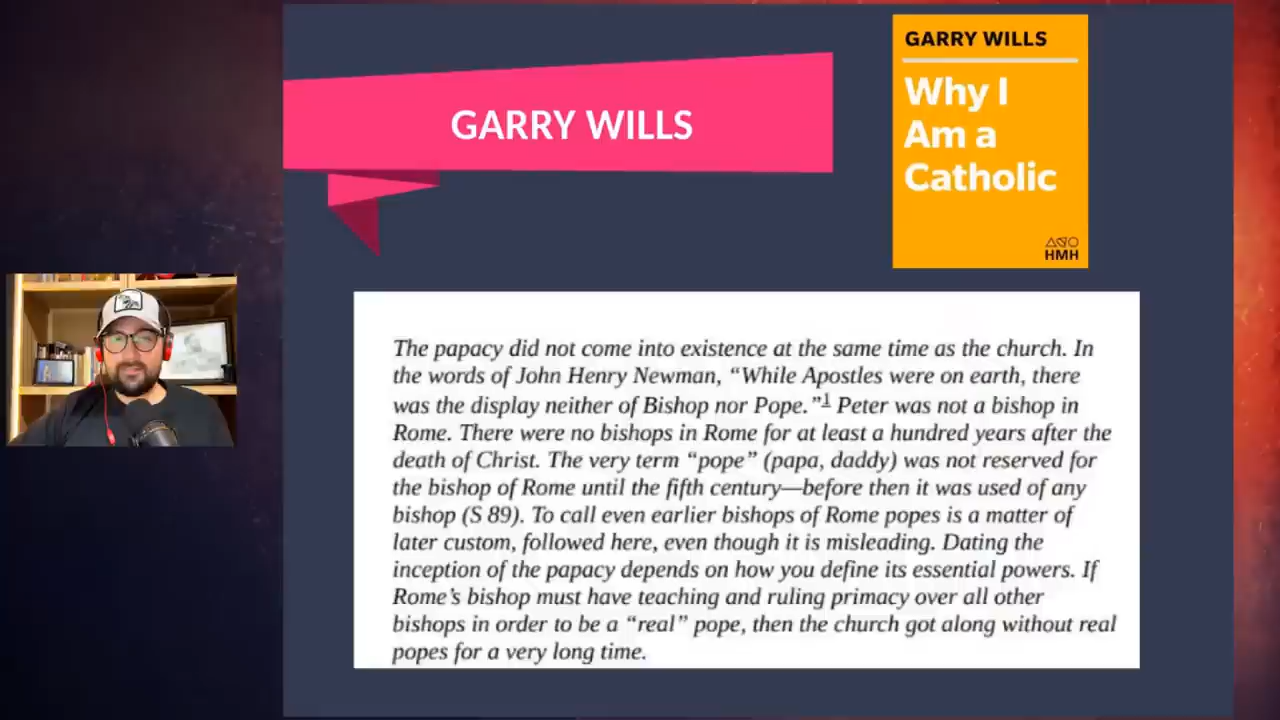 GARRY WILLS
GARRY WILLS
Why I
Am a
Catholic
HMH
The papacy did not come into existence at the same time as the church. In
the words of John Henry Newman, “While Apostles were on earth, there
was the display neither of Bishop nor Pope.”1 Peter was not a bishop in
Rome. There were no bishops in Rome for at least a hundred years after the
death of Christ. The very term “pope” (papa, daddy) was not reserved for
the bishop of Rome until the fifth century—before then it was used of any
bishop (S 89). To call even earlier bishops of Rome popes is a matter of
later custom, followed here, even though it is misleading. Dating the
inception of the papacy depends on how you define its essential powers. If
Rome’s bishop must have teaching and ruling primacy over all other
bishops in order to be a “real” pope, then the church got along without real
popes for a very long time.